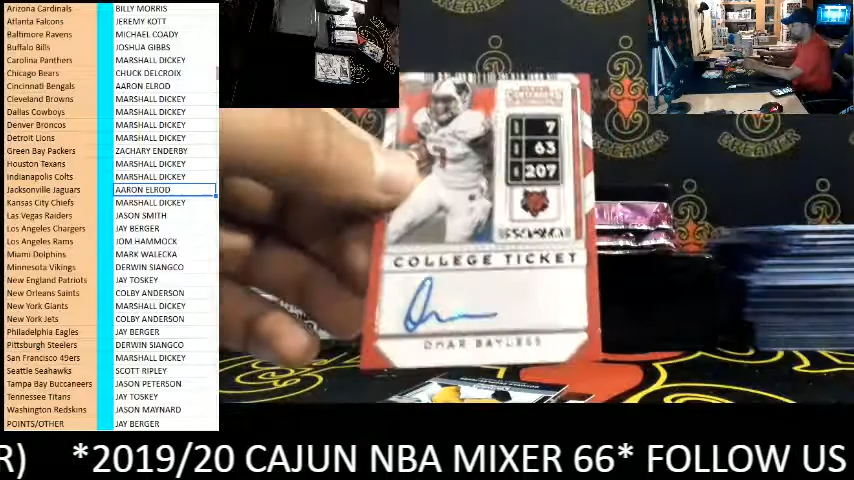 Arizona Cardinals BILLY MORRIS
Atlanta Falcons JEREMY KOTT
Baltimore Ravens MICHAEL COADY
Buffalo Bills JOSHUA GIBBS
Carolina Panthers MARSHALL DICKEY
Chicago Bears CHUCK DELCROIX
Cincinnati Bengals AARON ELROD
Cleveland Browns MARSHALL DICKEY
Dallas Cowboys MARSHALL DICKEY
Denver Broncos MARSHALL DICKEY
Detroit Lions MARSHALL DICKEY
Green Bay Packers ZACHARY ENDERBY
Houston Texans MARSHALL DICKEY
Indianapolis Colts MARSHALL DICKEY
Jacksonville Jaguars AARON ELROD
Kansas City Chiefs MARSHALL DICKEY
Las Vegas Raiders JASON SMITH
Los Angeles Chargers JAY BERGER
Los Angeles Rams JOM HAMMOCK
Miami Dolphins MARK WALECKA
Minnesota Vikings DERWIN SIANGCO
New England Patriots JAY TOSKEY
New Orleans Saints COLBY ANDERSON
New York Giants MARSHALL DICKEY
New York Jets COLBY ANDERSON
Philadelphia Eagles JAY BERGER
Pittsburgh Steelers DERWIN SIANGCO
San Francisco 49ers MARSHALL DICKEY
Seattle Seahawks SCOTT RIPLEY
Tampa Bay Buccaneers JASON PETERSON
Tennessee Titans JAY TOSKEY
Washington Redskins JASON MAYNARD
POINTS/OTHER JAY BERGER
7
63
207
COLLEGE TICKET
OMAR BAYLESS
BREAKER
BREAKER
R) *2019/20 CAJUN NBA MIXER 66* FOLLOW US